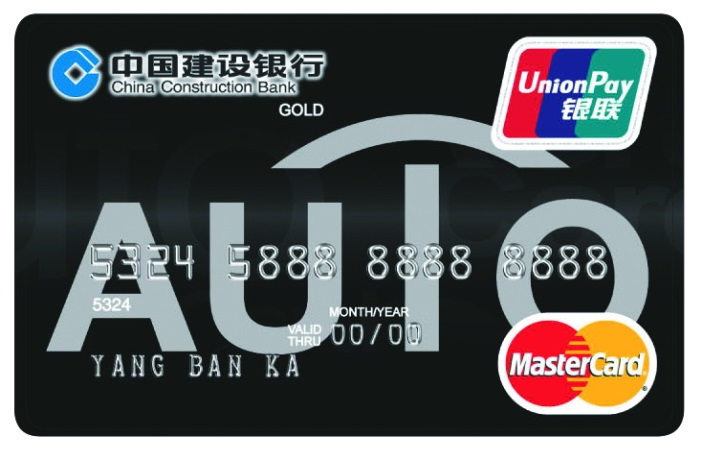 中国建设银行
China Construction Bank
GOLD
UnionPay
银联
AUTO
5324 5888 8888 8888
5324
MONTH/YEAR
VALID THRU 00/00
YANG BAN KA
MasterCard